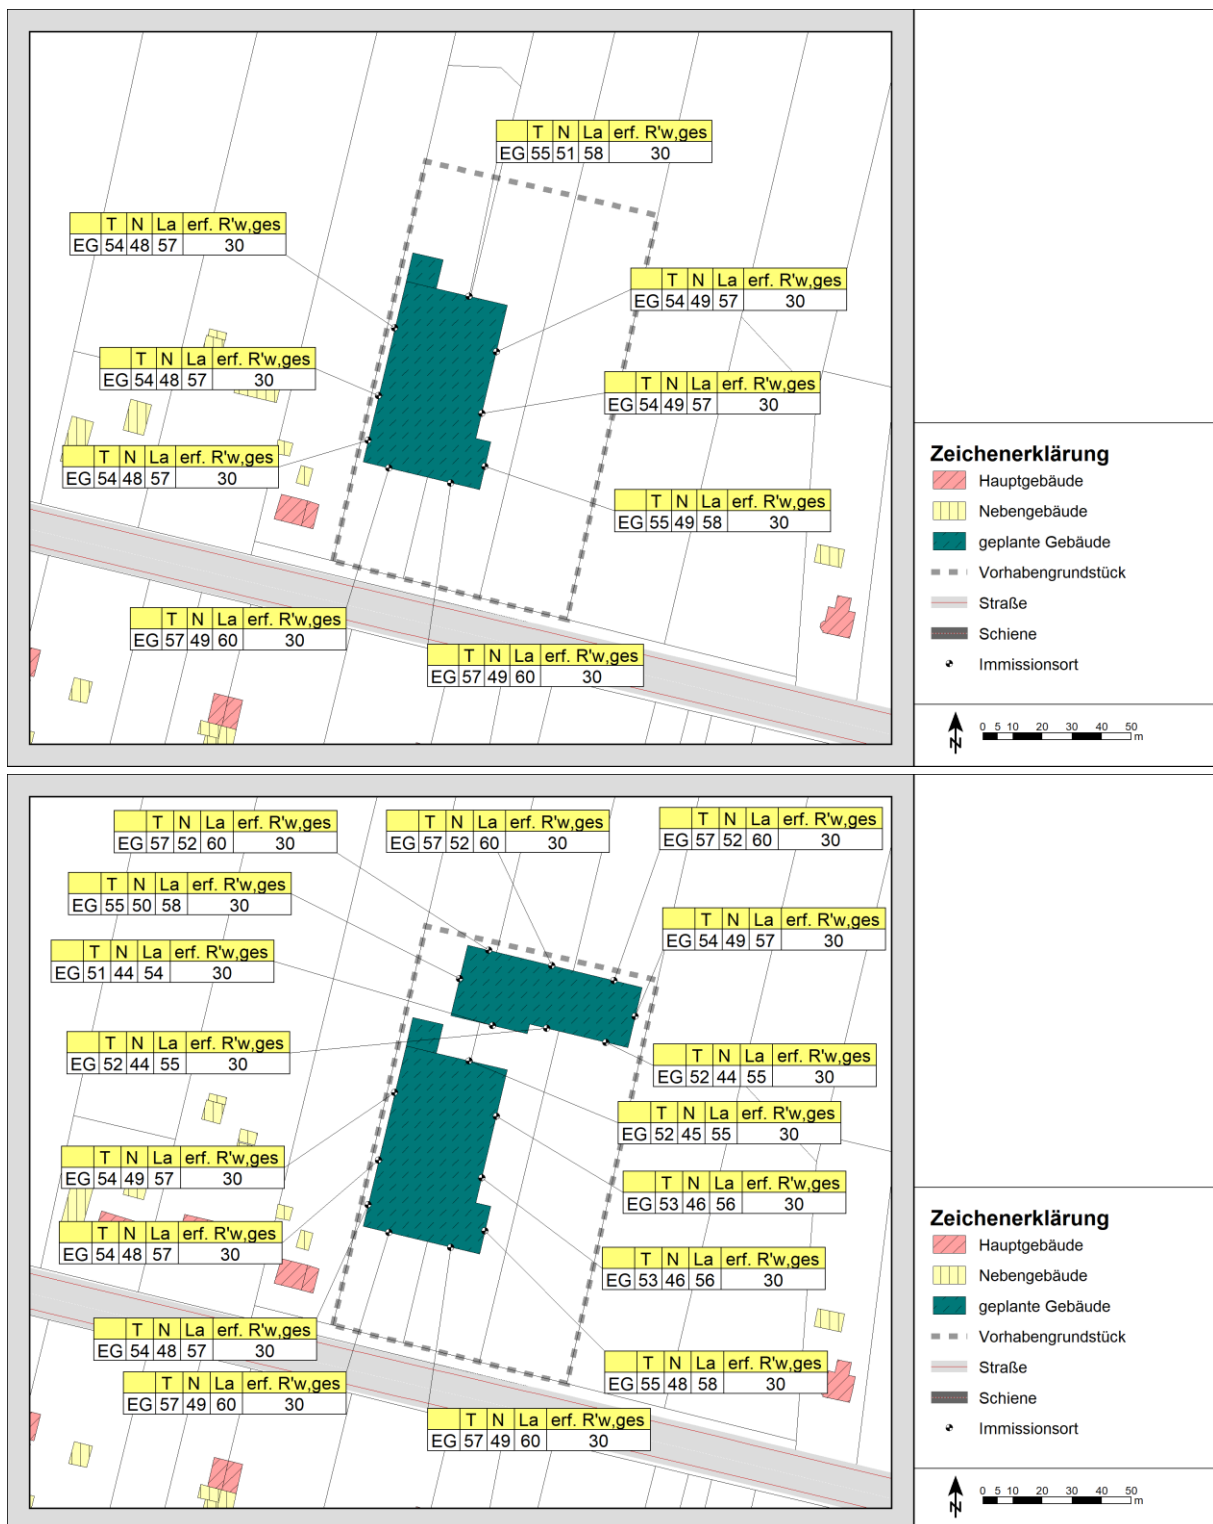 T N La erf. R'w,ges
EG 55 51 58 30
T N La erf. R'w,ges
EG 54 48 57 30
T N La erf. R'w,ges
EG 54 49 57 30
T N La erf. R'w,ges
EG 54 48 57 30
T N La erf. R'w,ges
EG 54 49 57 30
T N La erf. R'w,ges
EG 54 48 57 30
T N La erf. R'w,ges
EG 55 49 58 30
T N La erf. R'w,ges
EG 57 49 60 30
T N La erf. R'w,ges
EG 57 49 60 30
Zeichenerklärung
Hauptgebäude
Nebengebäude
geplante Gebäude
Vorhabengrundstück
Straße
Schiene
Immissionsort
N
0 5 10 20 30 40 50
m
T N La erf. R'w,ges
EG 57 52 60 30
T N La erf. R'w,ges
EG 57 52 60 30
T N La erf. R'w,ges
EG 57 52 60 30
T N La erf. R'w,ges
EG 55 50 58 30
T N La erf. R'w,ges
EG 54 49 57 30
T N La erf. R'w,ges
EG 51 44 54 30
T N La erf. R'w,ges
EG 52 44 55 30
T N La erf. R'w,ges
EG 52 44 55 30
T N La erf. R'w,ges
EG 52 45 55 30
T N La erf. R'w,ges
EG 54 49 57 30
T N La erf. R'w,ges
EG 53 46 56 30
T N La erf. R'w,ges
EG 54 48 57 30
T N La erf. R'w,ges
EG 53 46 56 30
T N La erf. R'w,ges
EG 54 48 57 30
T N La erf. R'w,ges
EG 55 48 58 30
T N La erf. R'w,ges
EG 57 49 60 30
T N La erf. R'w,ges
EG 57 49 60 30
Zeichenerklärung
Hauptgebäude
Nebengebäude
geplante Gebäude
Vorhabengrundstück
Straße
Schiene
Immissionsort
N
0 5 10 20 30 40 50
m